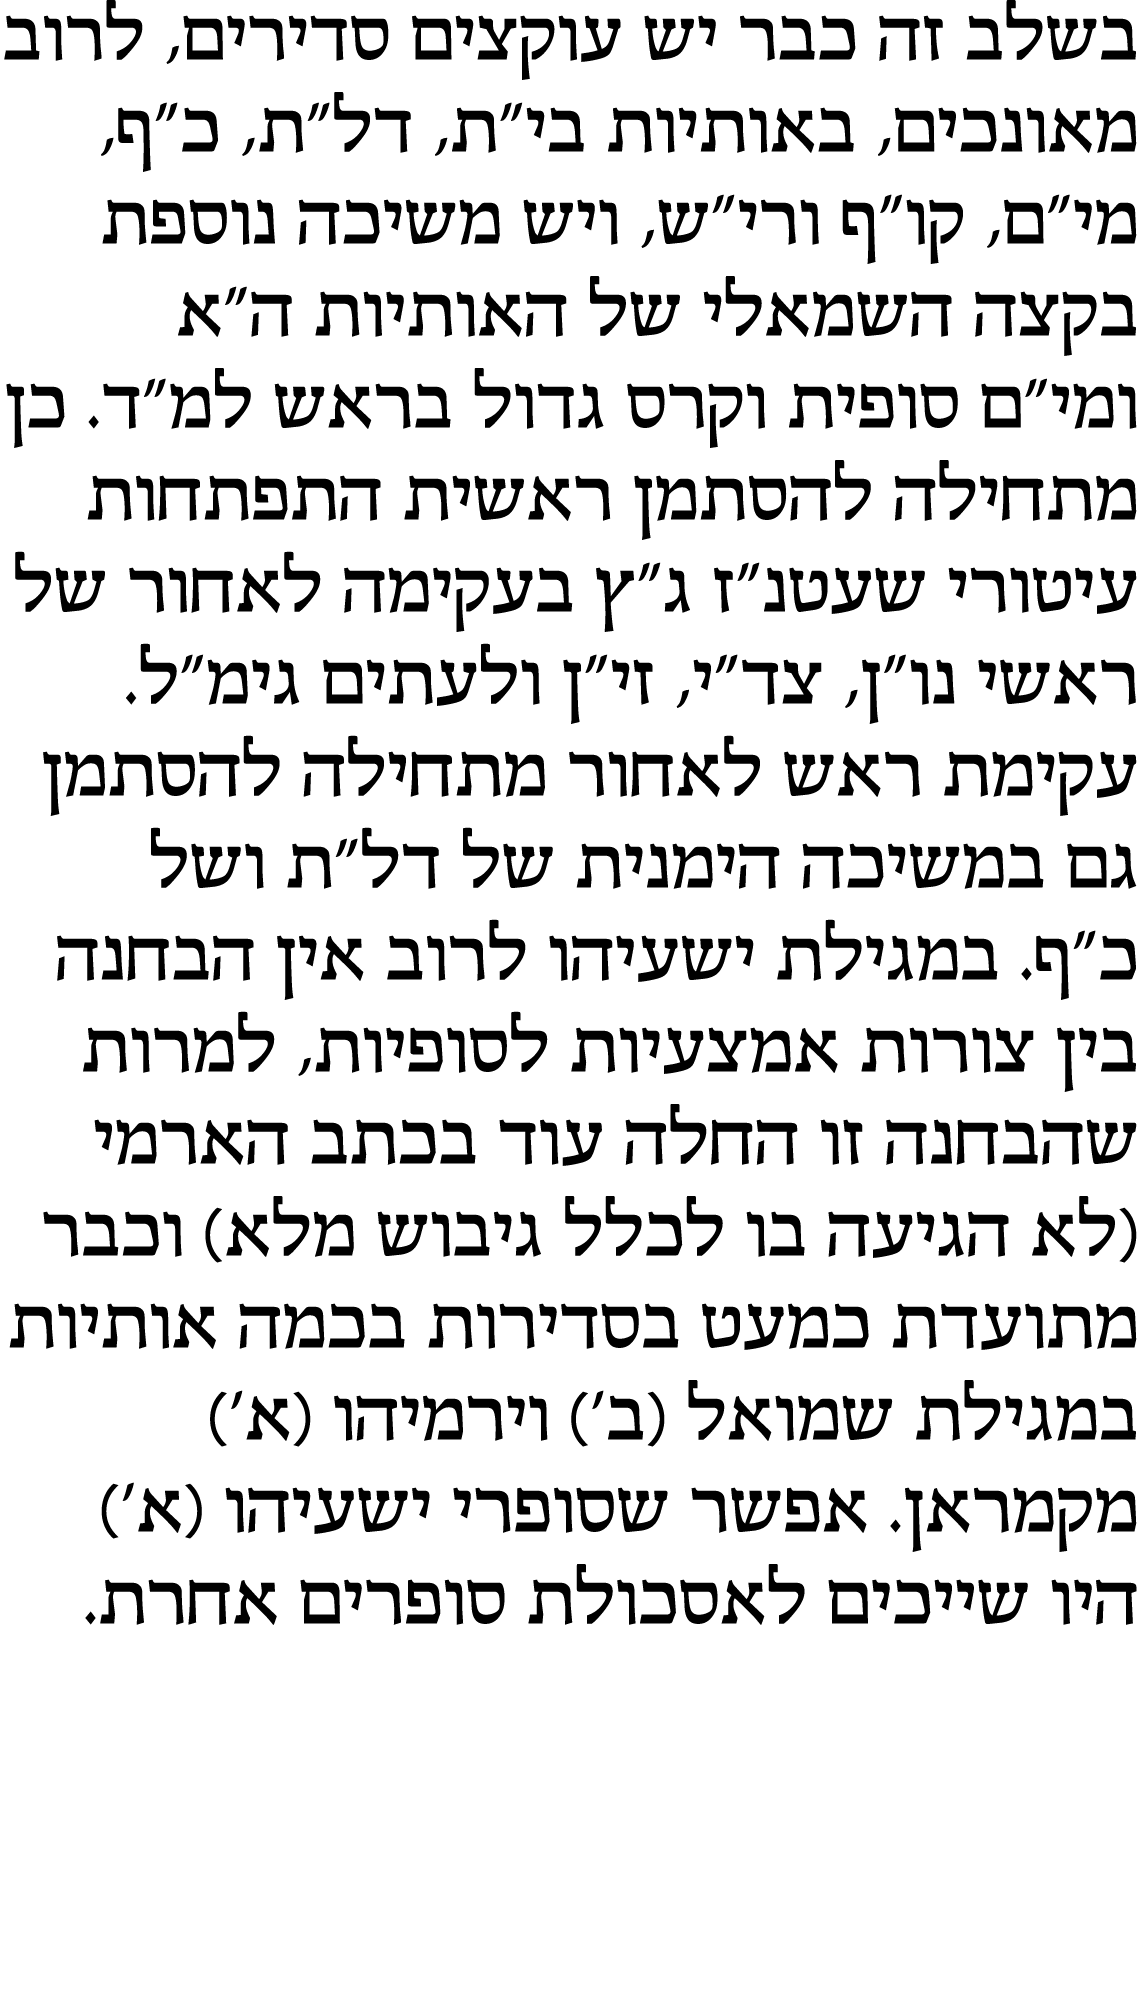 בשלב זה כבר יש עוקצים סדירים, לרוב
מאונכים, באותיות בי״ת, דל״ת, כ״ף,
מי״ם, קו״ף ורי״ש, ויש משיכה נוספת
בקצה השמאלי של האותיות ה״א
ומי״ם סופית וקרס גדול בראש למ״ד. כן
מתחילה להסתמן ראשית התפתחות
עיטורי שעטנ״ז ג״ץ בעקימה לאחור של
ראשי נו״ן, צד״י, זי״ן ולעתים גימ״ל.
עקימת ראש לאחור מתחילה להסתמן
גם במשיכה הימנית של דל״ת ושל
כ״ף. במגילת ישעיהו לרוב אין הבחנה
בין צורות אמצעיות לסופיות, למרות
שהבחנה זו החלה עוד בכתב הארמי
(לא הגיעה בו לכלל גיבוש מלא) וכבר
מתועדת כמעט בסדירות בכמה אותיות
במגילת שמואל (ב׳) וירמיהו (א׳)
מקמראן. אפשר שסופרי ישעיהו (א׳)
היו שייכים לאסכולת סופרים אחרת.